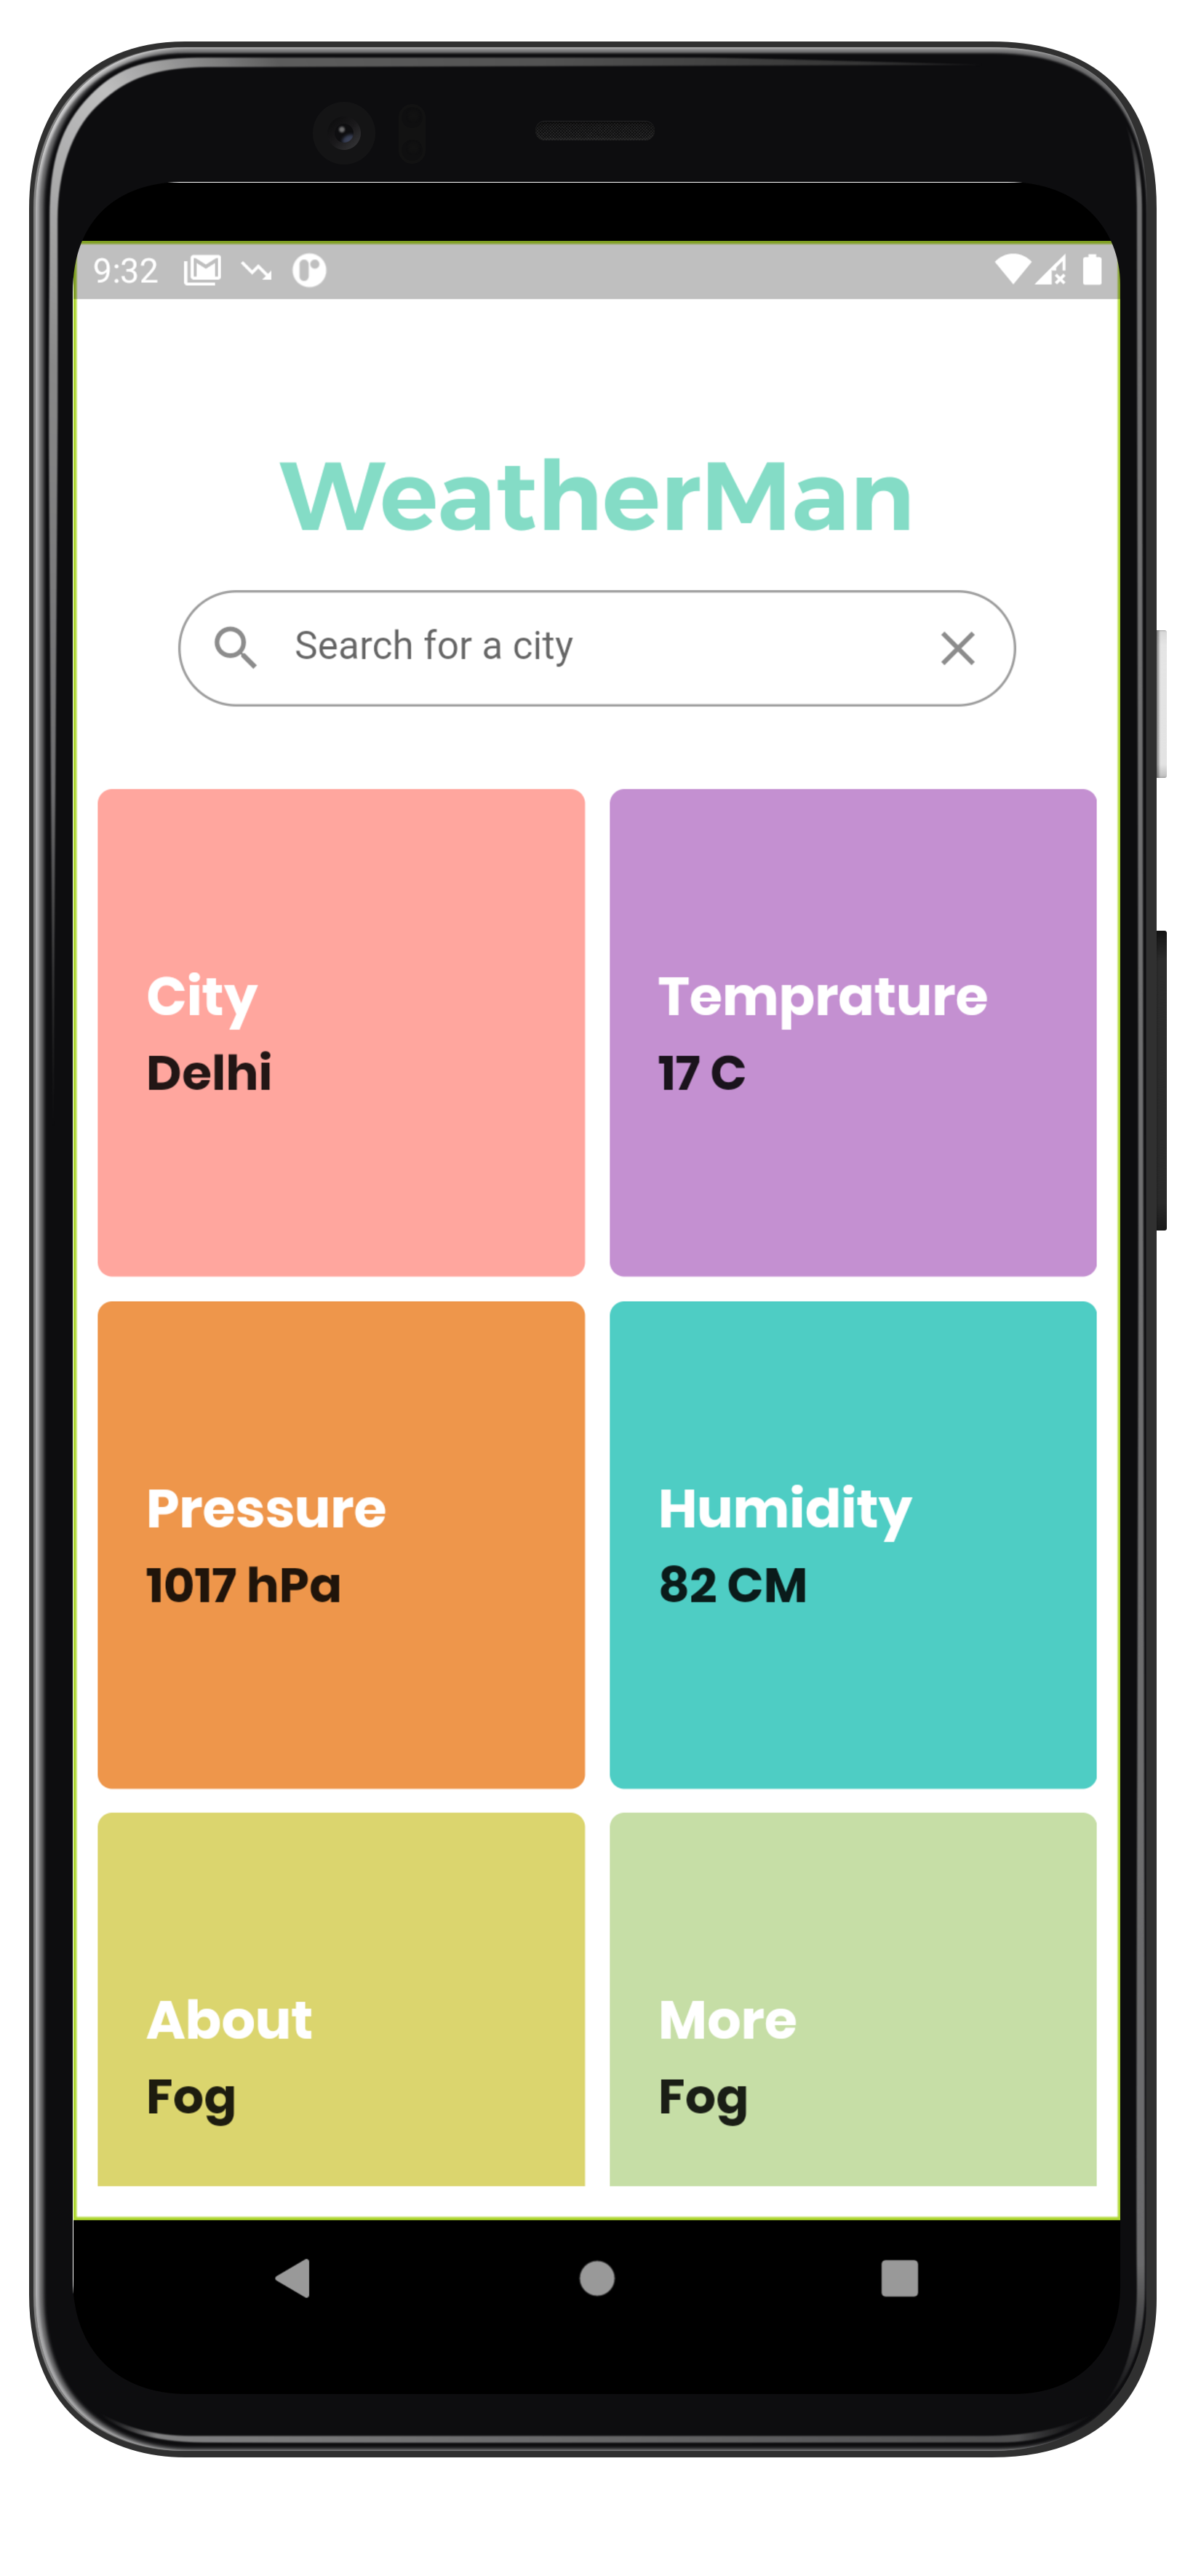 9:32
WeatherMan
Search for a city
City
Delhi
Temprature
17 C
Pressure
1017 hPa
Humidity
82 CM
About
Fog
More
Fog